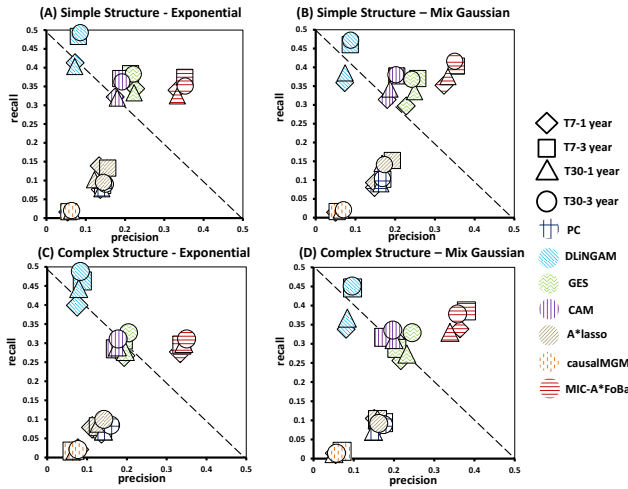 (A) Simple Structure - Exponential
0.5
0.45
0.4
0.35
0.3
0.25
0.2
0.15
0.1
0.05
0
recall
0 0.1 0.2 0.3 0.4 0.5
precision
(B) Simple Structure – Mix Gaussian
0.5
0.45
0.4
0.35
0.3
0.25
0.2
0.15
0.1
0.05
0
recall
0 0.1 0.2 0.3 0.4 0.5
precision
(C) Complex Structure - Exponential
0.5
0.45
0.4
0.35
0.3
0.25
0.2
0.15
0.1
0.05
0
recall
0 0.1 0.2 0.3 0.4 0.5
precision
(D) Complex Structure – Mix Gaussian
0.5
0.45
0.4
0.35
0.3
0.25
0.2
0.15
0.1
0.05
0
recall
0 0.1 0.2 0.3 0.4 0.5
precision
T7-1 year
T7-3 year
T30-1 year
T30-3 year
PC
DLiNGAM
GES
CAM
A*lasso
causalMGM
MIC-A*FoBa